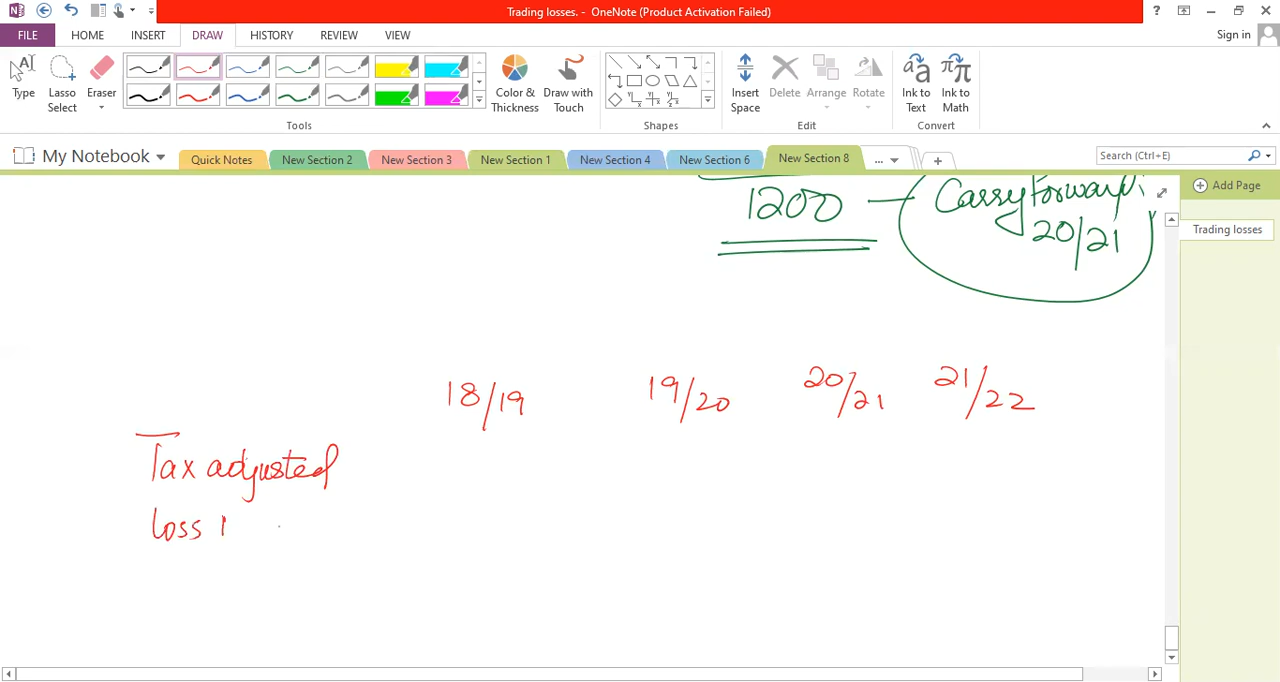 Trading losses. - OneNote (Product Activation Failed)
FILE HOME INSERT DRAW HISTORY REVIEW VIEW
Sign in
Type
Lasso Select
Eraser
Color & Thickness
Draw with Touch
Insert Space
Delete
Arrange
Rotate
Ink to Text
Ink to Math
Tools
Shapes
Edit
Convert
My Notebook
Quick Notes
New Section 2
New Section 3
New Section 1
New Section 4
New Section 6
New Section 8
...
Search (Ctrl+E)
Add Page
Trading losses
1200 — Carryforward
20/21
18/19 19/20 20/21 21/22
Tax adjusted
loss